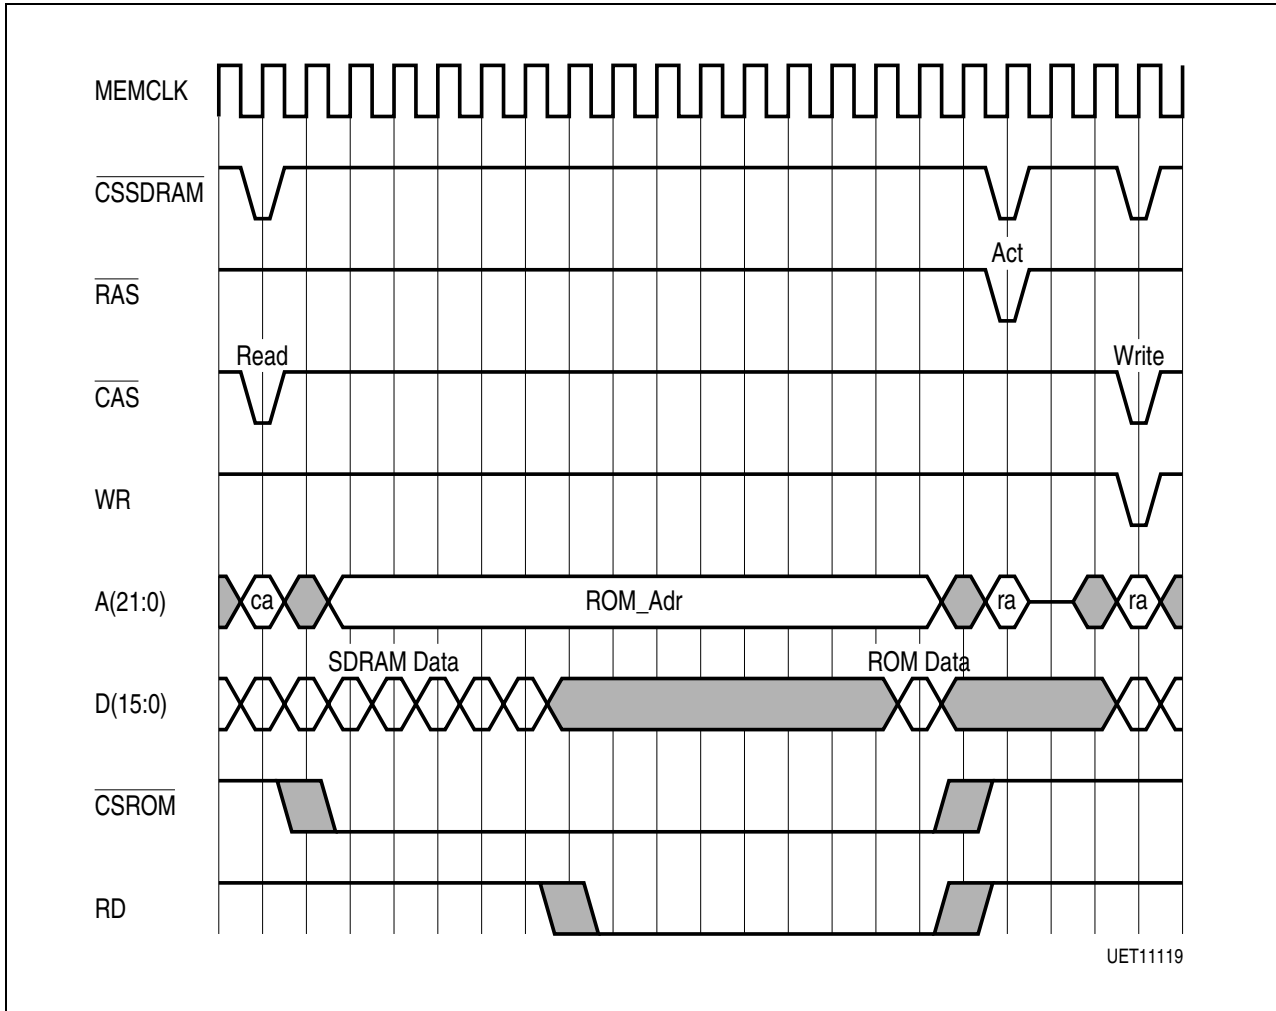 MEMCLK
CSSDRAM
Act
RAS
Read
Write
CAS
WR
A(21:0)
ca
ROM_Adr
ra
ra
SDRAM Data
ROM Data
D(15:0)
CSROM
RD
UET11119